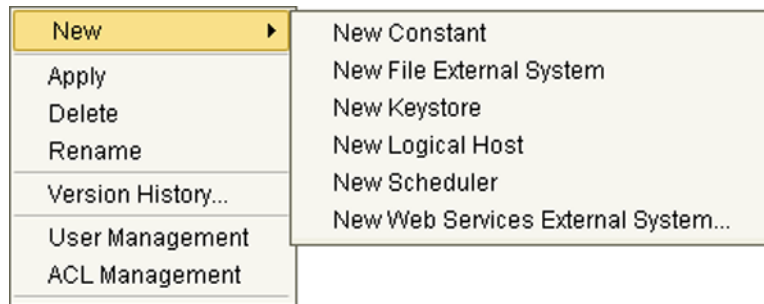 New
Apply
Delete
Rename
Version History...
User Management
ACL Management
New Constant
New File External System
New Keystore
New Logical Host
New Scheduler
New Web Services External System...